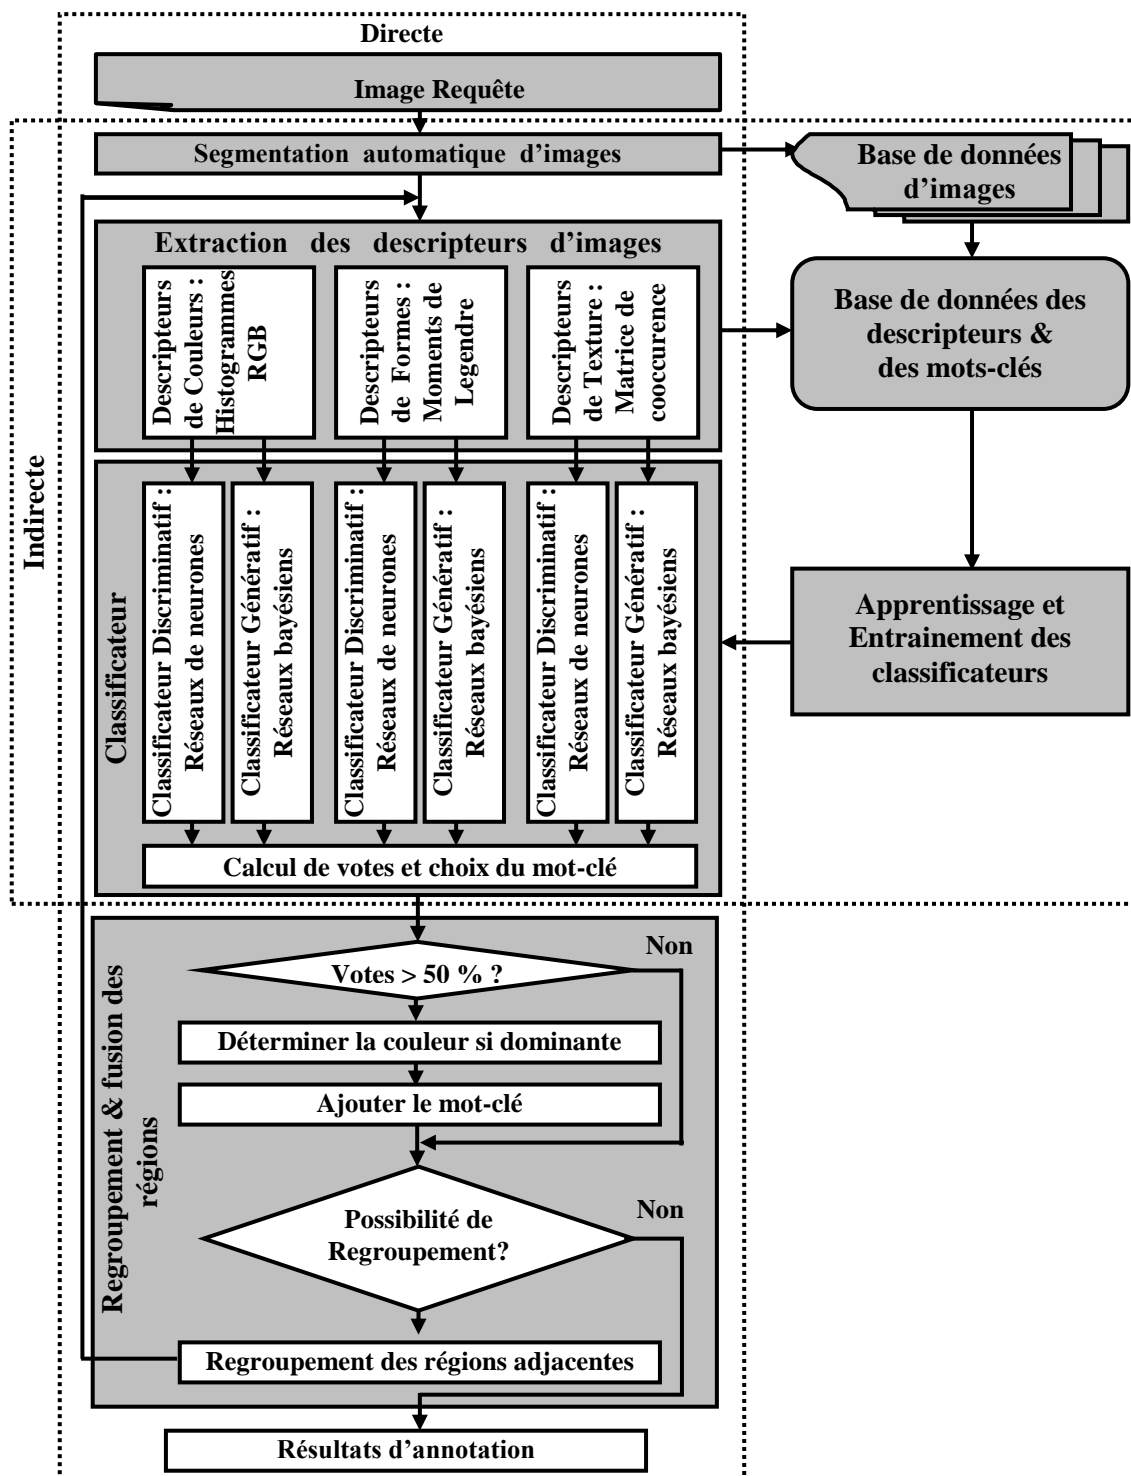 Directe
Image Requête
Segmentation automatique d'images
Base de données
d'images
Extraction des descripteurs d'images
Descripteurs
de Couleurs :
Histogrammes
RGB
Descripteurs
de Formes :
Moments de
Legendre
Descripteurs
de Texture :
Matrice de
cooccurence
Base de données des
descripteurs &
des mots-clés
Indirecte
Classificateur
Classificateur Discriminatif :
Réseaux de neurones
Classificateur Génératif :
Réseaux bayésiens
Classificateur Discriminatif :
Réseaux de neurones
Classificateur Génératif :
Réseaux bayésiens
Classificateur Discriminatif :
Réseaux de neurones
Classificateur Génératif :
Réseaux bayésiens
Apprentissage et
Entrainement des
classificateurs
Calcul de votes et choix du mot-clé
Regroupement & fusion des
régions
Votes > 50 % ?
Non
Déterminer la couleur si dominante
Ajouter le mot-clé
Possibilité de
Regroupement?
Non
Regroupement des régions adjacentes
Résultats d'annotation